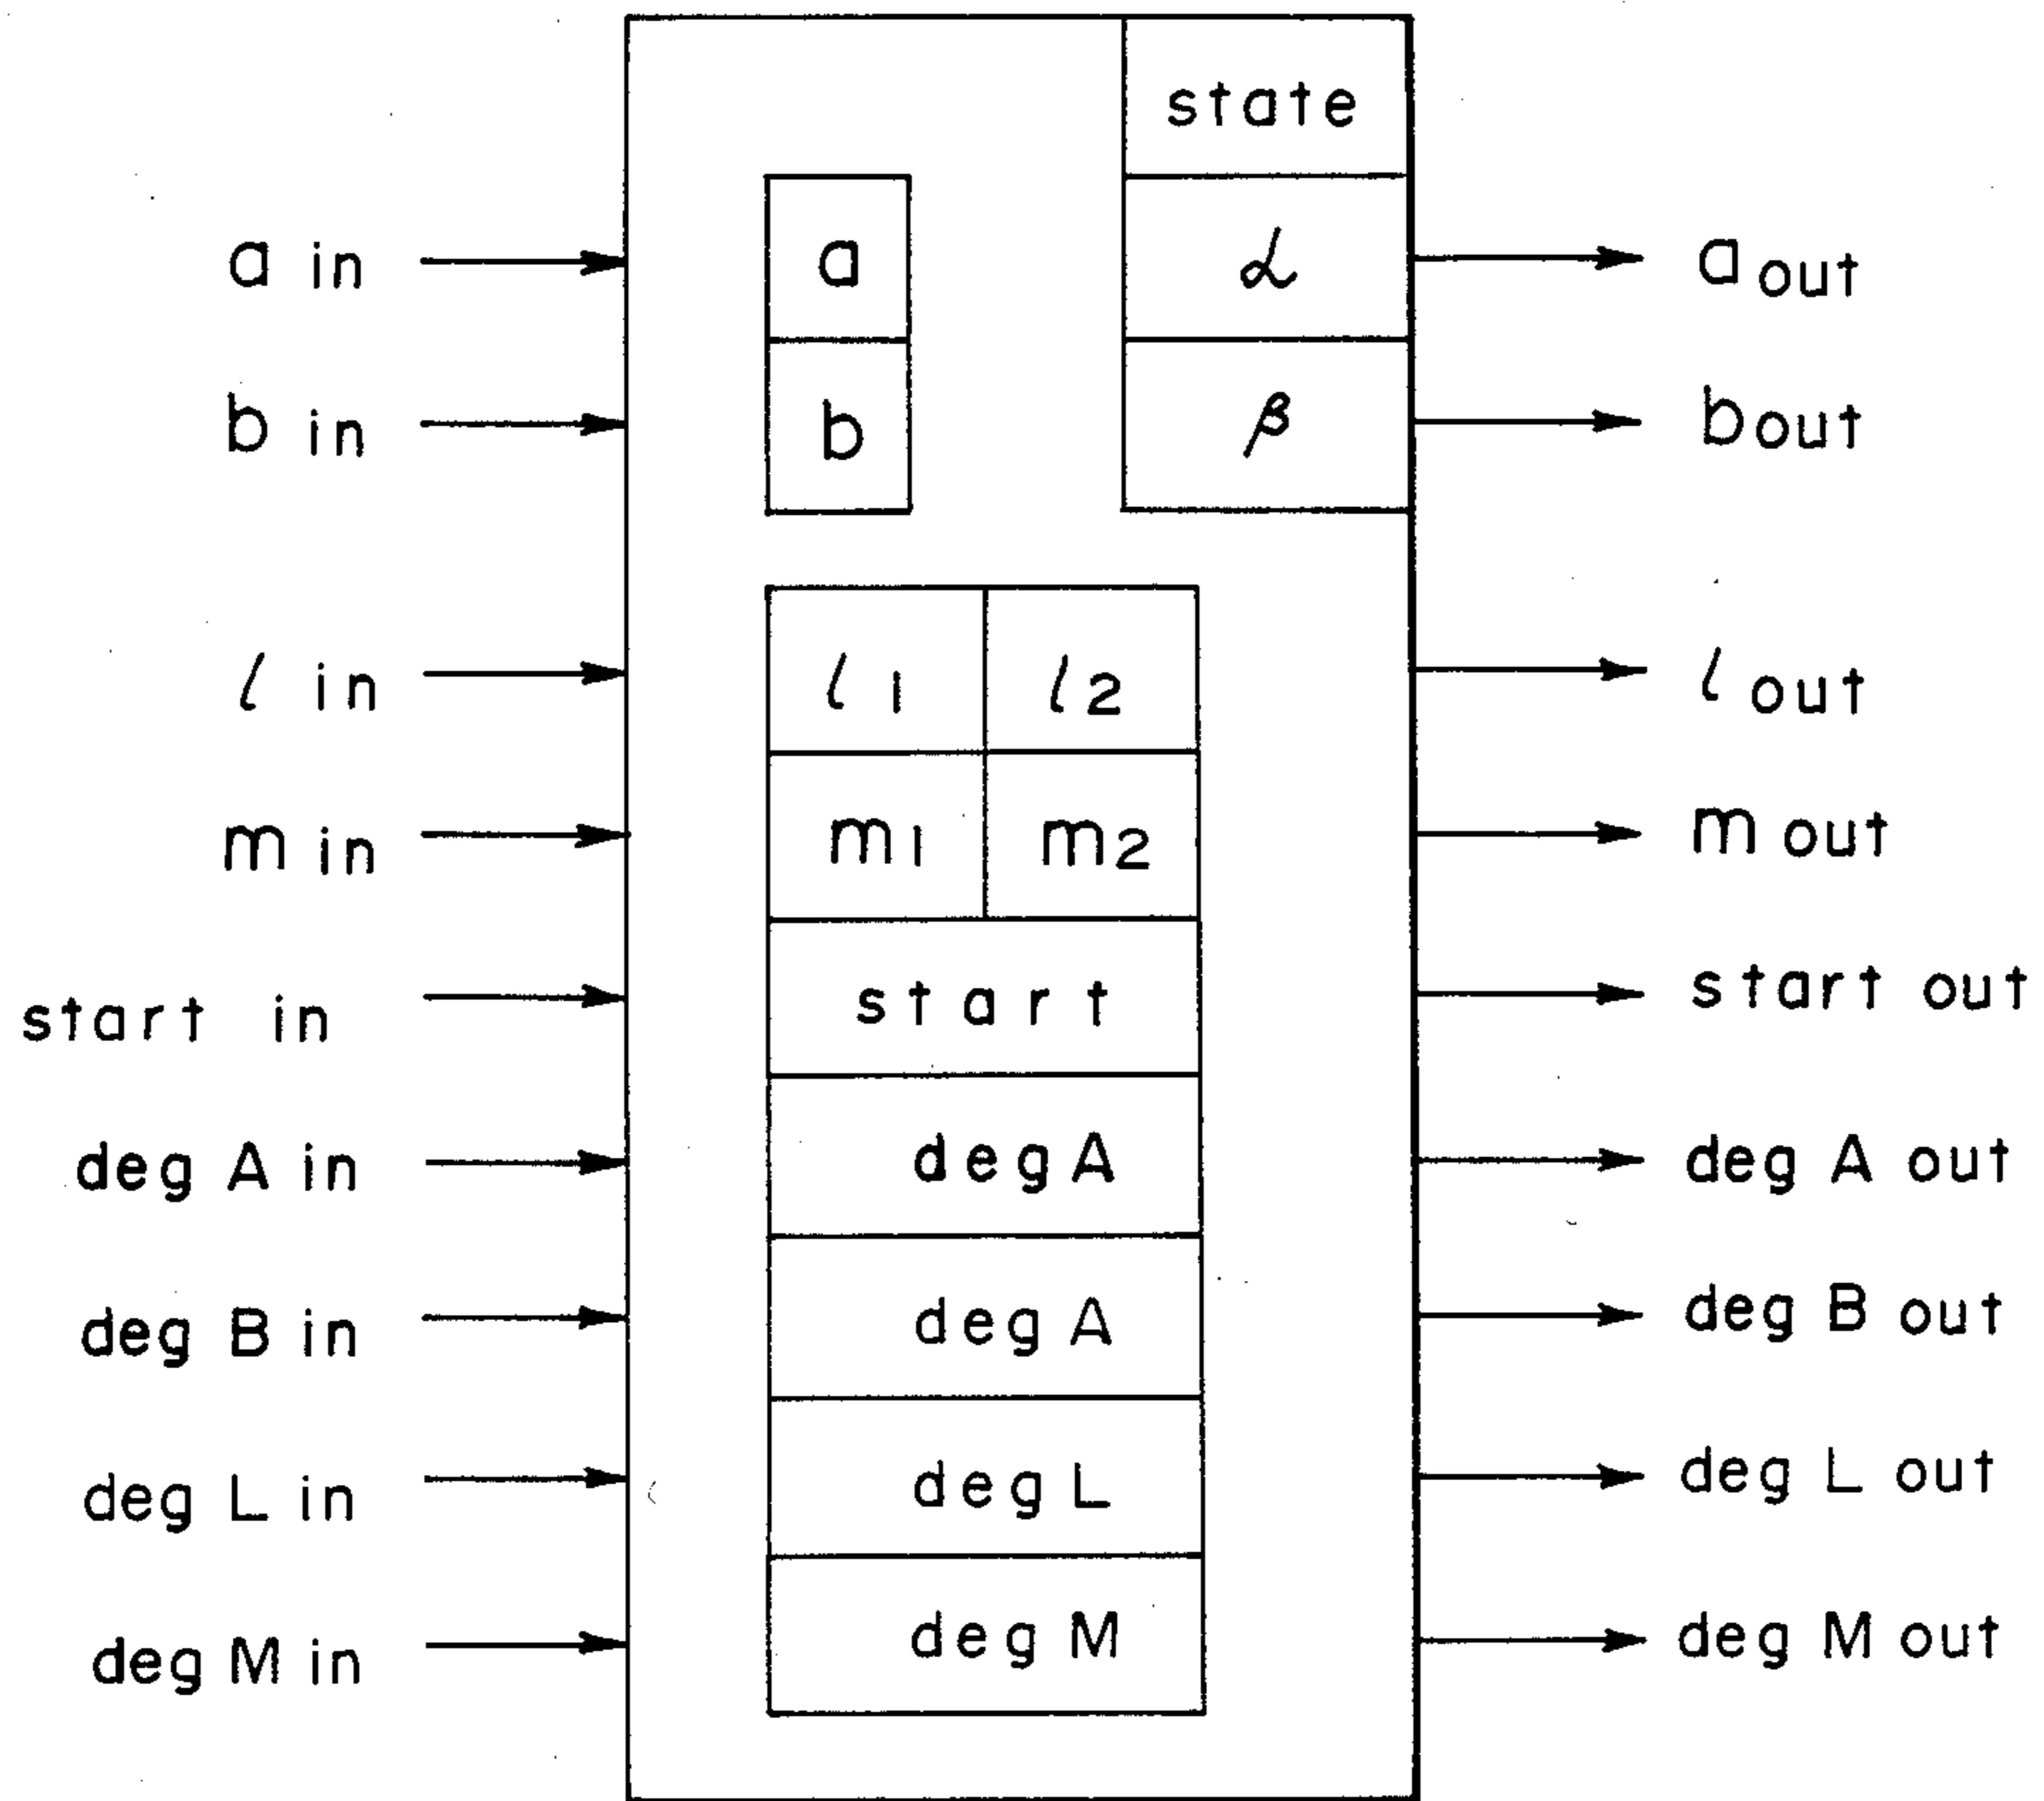 state
a in a α a out
b in b β b out
l in l1 l2 l out
m in m1 m2 m out
start in start start out
deg A in deg A deg A out
deg B in deg A deg B out
deg L in deg L deg L out
deg M in deg M deg M out